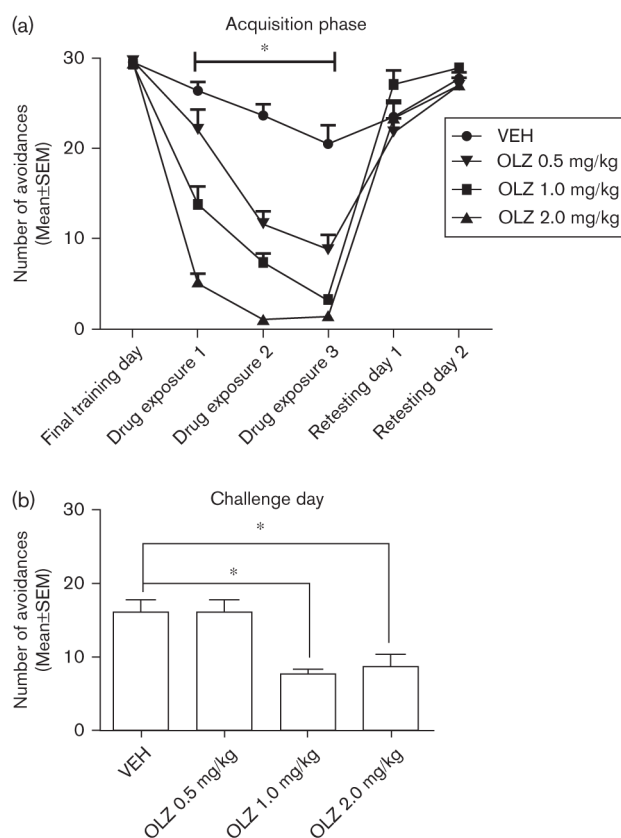 (a)
Acquisition phase
*
30
20
10
0
Number of avoidances
(Mean±SEM)
VEH
OLZ 0.5 mg/kg
OLZ 1.0 mg/kg
OLZ 2.0 mg/kg
Final training day
Drug exposure 1
Drug exposure 2
Drug exposure 3
Retesting day 1
Retesting day 2
(b)
Challenge day
*
*
30
20
10
0
Number of avoidances
(Mean±SEM)
VEH
OLZ 0.5 mg/kg
OLZ 1.0 mg/kg
OLZ 2.0 mg/kg